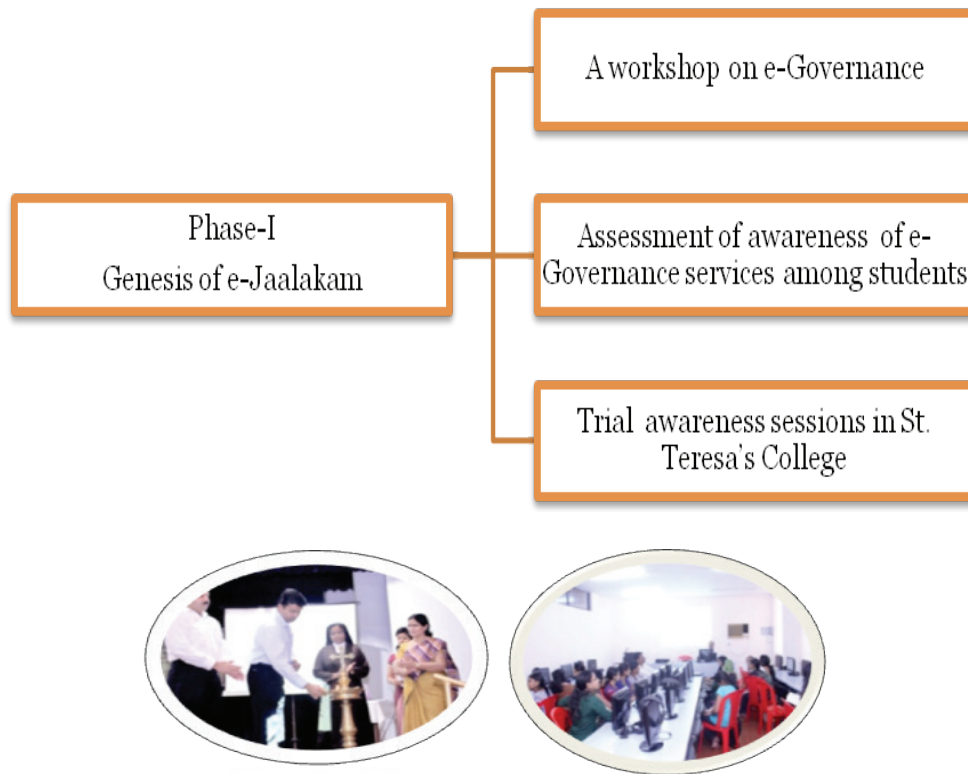 Phase-I
Genesis of e-Jaalakam
A workshop on e-Governance
Assessment of awareness of e-
Governance services among students
Trial awareness sessions in St.
Teresa's College